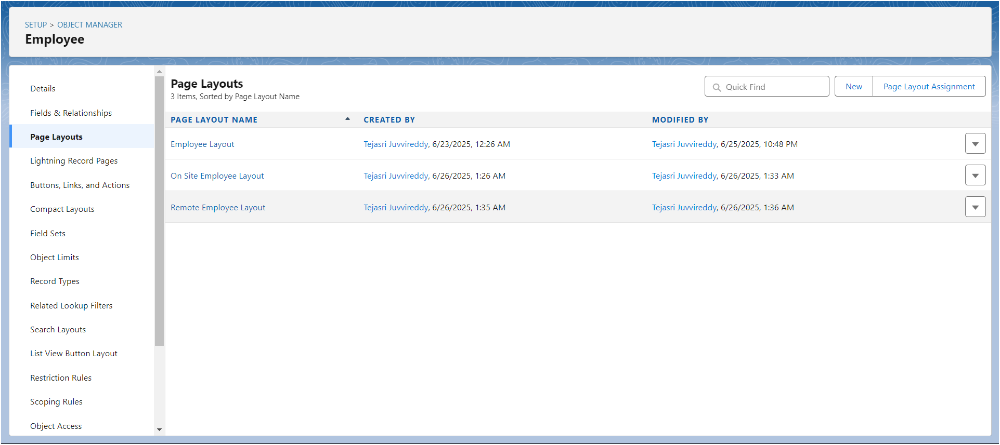 SETUP > OBJECT MANAGER
Employee
Details
Fields & Relationships
Page Layouts
Lightning Record Pages
Buttons, Links, and Actions
Compact Layouts
Field Sets
Object Limits
Record Types
Related Lookup Filters
Search Layouts
List View Button Layout
Restriction Rules
Scoping Rules
Object Access
Page Layouts
3 Items, Sorted by Page Layout Name
Quick Find
New
Page Layout Assignment
PAGE LAYOUT NAME CREATED BY MODIFIED BY
Employee Layout Tejasri Juvvireddy, 6/23/2025, 12:26 AM Tejasri Juvvireddy, 6/25/2025, 10:48 PM
On Site Employee Layout Tejasri Juvvireddy, 6/26/2025, 1:26 AM Tejasri Juvvireddy, 6/26/2025, 1:33 AM
Remote Employee Layout Tejasri Juvvireddy, 6/26/2025, 1:35 AM Tejasri Juvvireddy, 6/26/2025, 1:36 AM